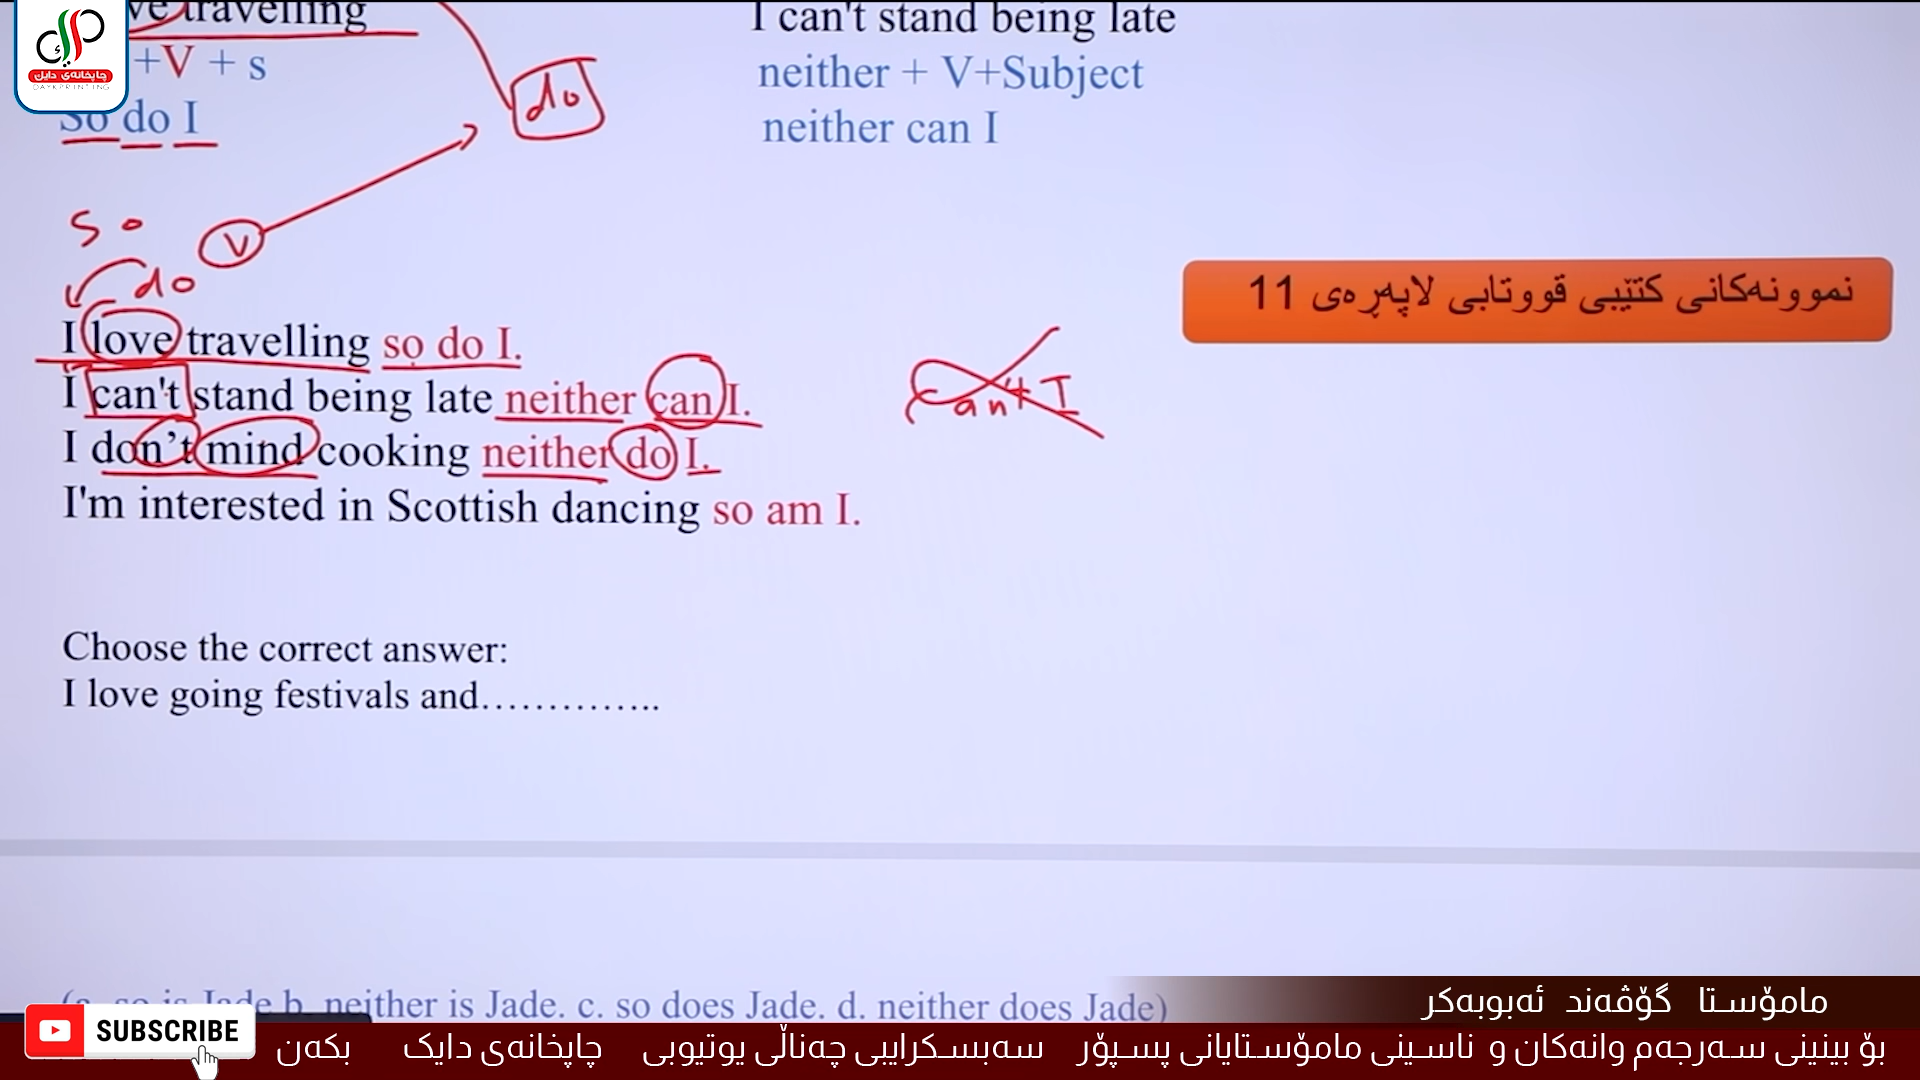 ve travelling
I can't stand being late
+V + s
neither + V+Subject
So do I
neither can I
do
چاپخانەی دایک
DAYK PRINTING
so
v
do
نموونەکانی کتێبی قووتابی لاپەڕەی 11
I love travelling so do I.
I can't stand being late neither can I.
can't I
I don’t mind cooking neither do I.
I'm interested in Scottish dancing so am I.
Choose the correct answer:
I love going festivals and…………..
(a. so is Jade b. neither is Jade. c. so does Jade. d. neither does Jade)
مامۆستا گۆڤەند ئەبوبەکر
SUBSCRIBE
بۆ بینینی سەرجەم وانەکان و ناسینی مامۆستایانی پسپۆر سەبسکرایبی چەناڵی یوتیوبی چاپخانەی دایک بکەن